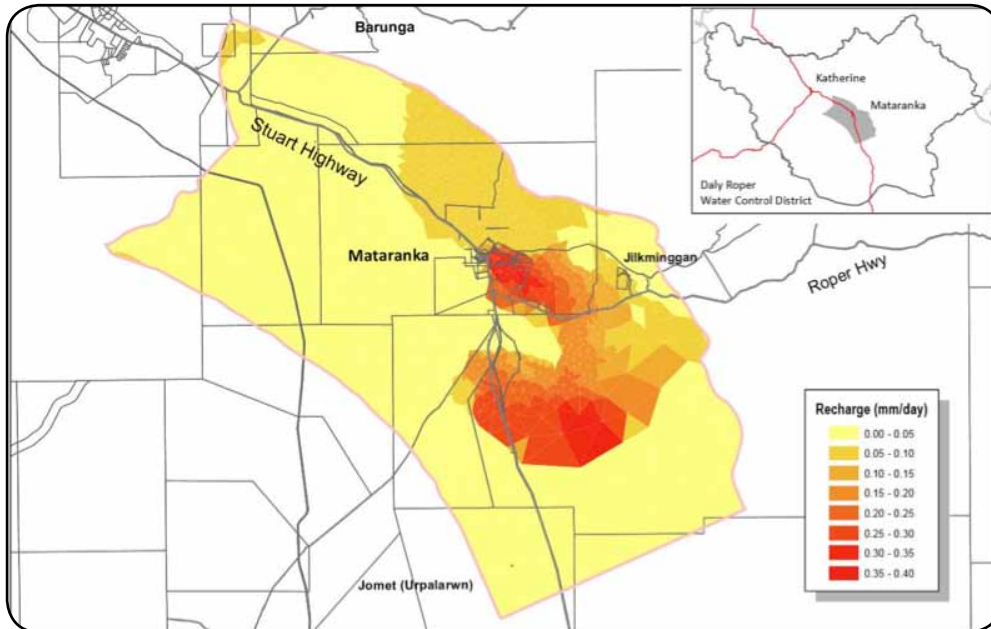 Barunga
Stuart Highway
Mataranka
Jilkminggan
Roper Hwy
Jomet (Urpalarwn)
Katherine
Mataranka
Daly Roper
Water Control District
Recharge (mm/day)
0.00 - 0.05
0.05 - 0.10
0.10 - 0.15
0.15 - 0.20
0.20 - 0.25
0.25 - 0.30
0.30 - 0.35
0.35 - 0.40